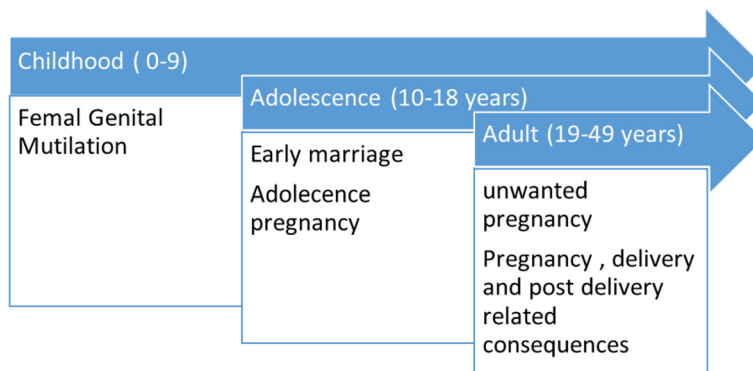 Childhood ( 0-9)
Femal Genital
Mutilation
Adolescence (10-18 years)
Early marriage
Adolecence
pregnancy
Adult (19-49 years)
unwanted
pregnancy
Pregnancy , delivery
and post delivery
related
consequences